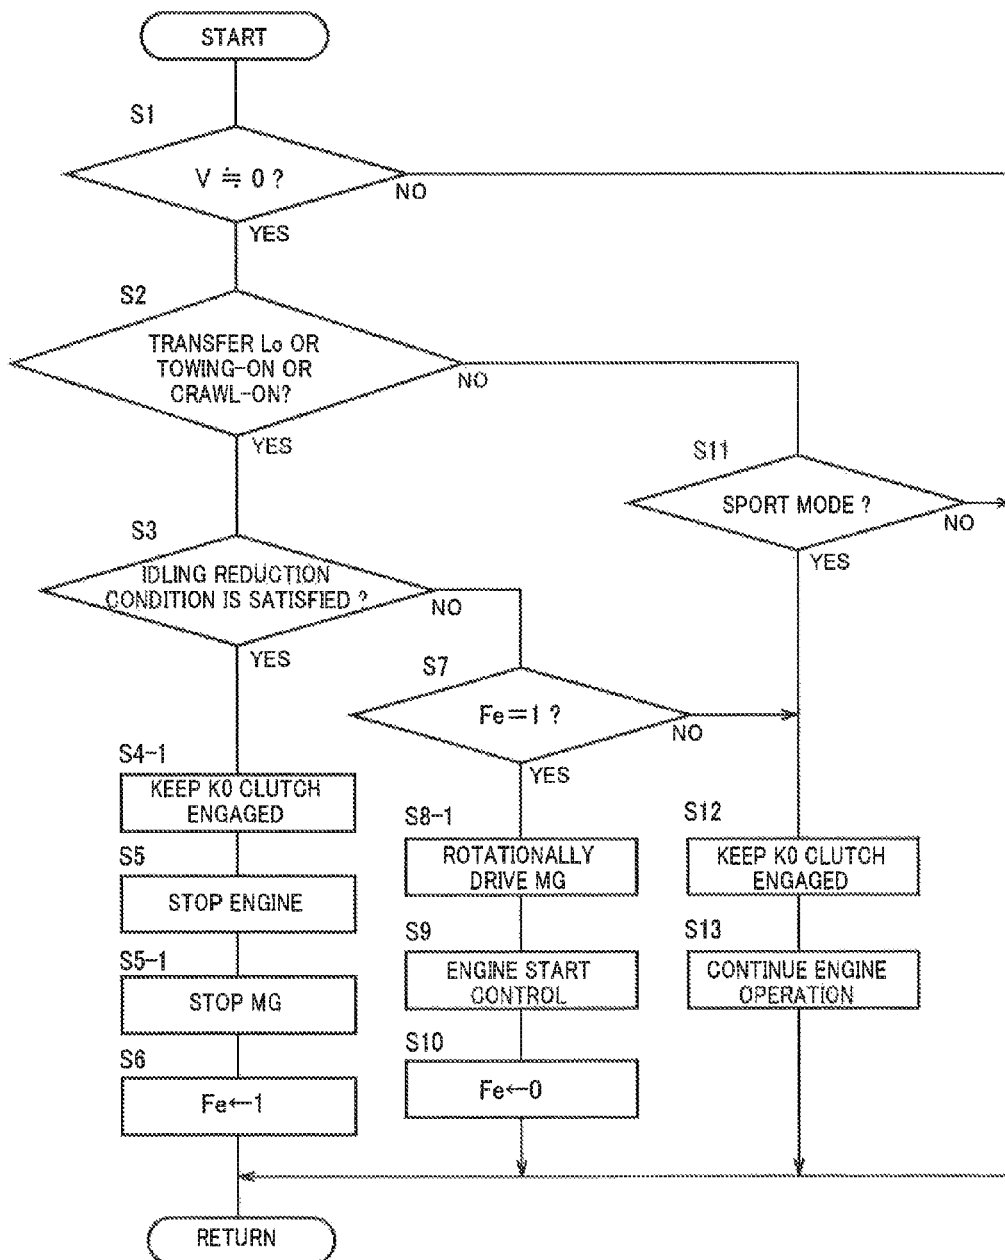 START
S1
V ≒ 0 ?
NO
YES
S2
TRANSFER Lo OR
TOWING-ON OR
CRAWL-ON?
NO
YES
S11
SPORT MODE ?
NO
YES
S3
IDLING REDUCTION
CONDITION IS SATISFIED ?
NO
YES
S7
Fe=1 ?
NO
YES
S4-1
KEEP K0 CLUTCH
ENGAGED
S5
STOP ENGINE
S5-1
STOP MG
S6
Fe←1
S8-1
ROTATIONALLY
DRIVE MG
S9
ENGINE START
CONTROL
S10
Fe←0
S12
KEEP K0 CLUTCH
ENGAGED
S13
CONTINUE ENGINE
OPERATION
RETURN